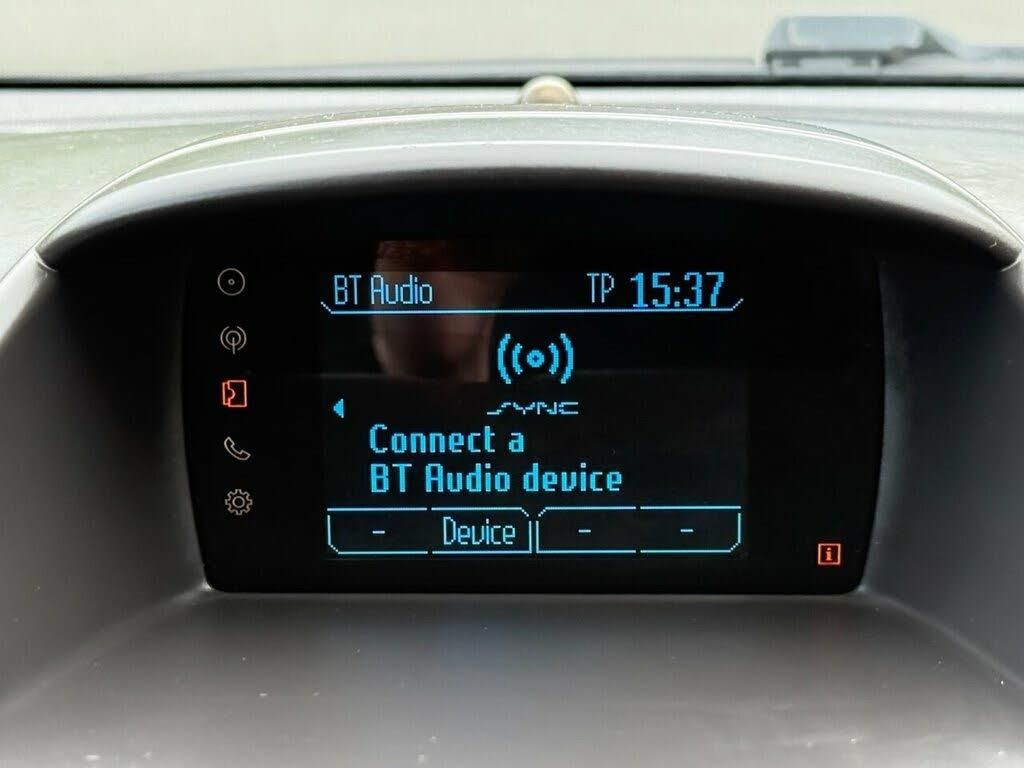 BT Audio TP 15:37
SYNC
Connect a
BT Audio device
- Device - -
i